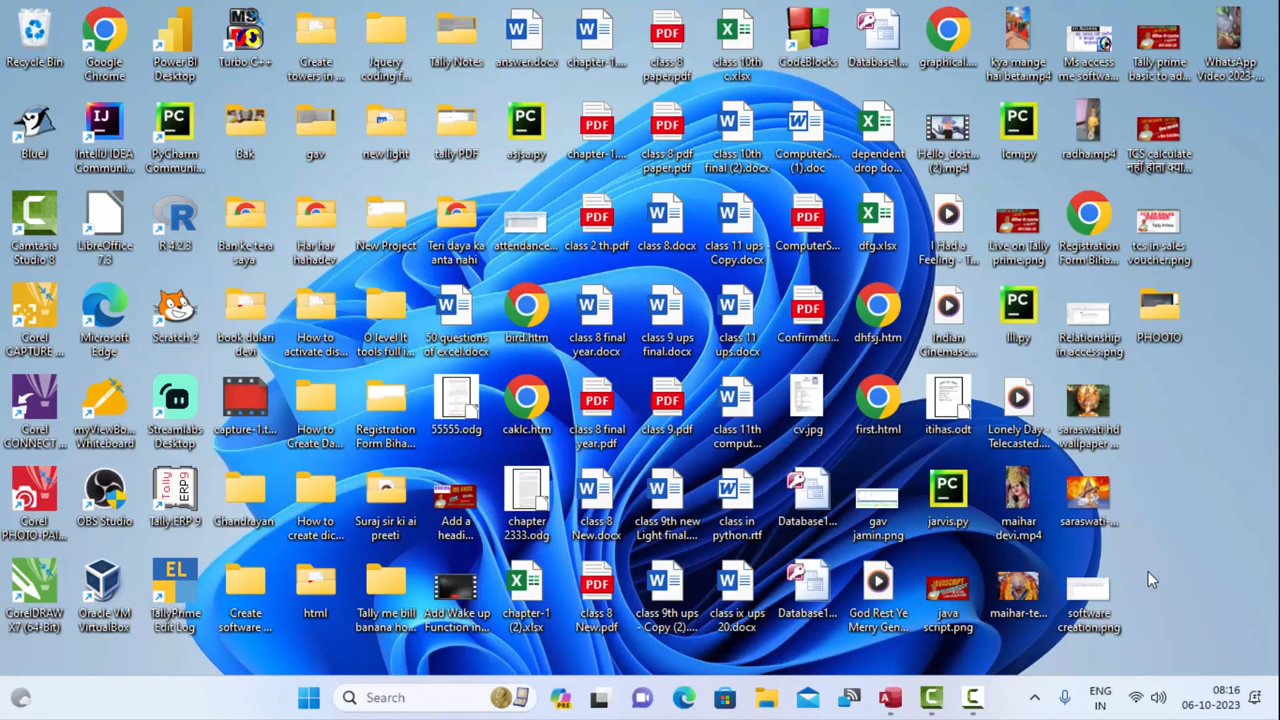 Recycle Bin
Google
Chrome
Power BI
Desktop
Turbo C++
Create
towers in ...
Jquery
coding f...
Tally Notes
answer.docx
chapter-1....
class 8
paper.pdf
class 10th
c.xlsx
CodeBlocks
Database1...
graphical....
kya mange
hai beta.mp4
Ms access
me softwa...
Tally prime
basic to ad...
WhatsApp
Video 2023-...
BlueJ
IntelliJ IDEA
Communi...
PyCharm
Communi...
Bak
gav
new light
tally PDF
asjsa.py
chapter-1....
class 8 pdf
paper.pdf
class 10th
final (2).docx
ComputerS...
(1).doc
dependent
drop do...
Hello_dost...
(2).mp4
lcm.py
radha.mp4
TCS calculate
नहीं होता क्या...
Camtasia
Studio 8
LibreOffice
7.3
R 4.2.3
Ban ke tera
saya
Har har
hahadev
New Project
Teri daya ka
anta nahi
attendance...
class 2 th.pdf
class 8.docx
class 11 ups -
Copy.docx
ComputerS...
dfg.xlsx
I Had a
Feeling - T...
Live on Tally
prime.png
Registration
Form Biha...
tcs in sales
voucher.png
Corel
CAPTURE ...
Microsoft
Edge
Scratch 2
book dulari
devi
How to
activate dis...
O level It
tools full i...
50 questions
of excel.docx
bird.htm
class 8 final
year.docx
class 9 ups
final.docx
class 11
ups.docx
Confirmati...
dhfsj.htm
Indian
Cinemasc...
llll.py
Relationship
in access.png
PHOOTO
Corel
CONNECT ...
myViewBo...
Whiteboard
Streamlabs
Desktop
capture-1.t...
How to
Create Da...
Registration
Form Biha...
55555.odg
caklc.htm
class 8 final
year.pdf
class 9.pdf
class 11th
comput...
cv.jpg
first.html
itihas.odt
Lonely Day -
Telecasted....
saraswati hd
wallpaper ...
Corel
PHOTO-PAI...
OBS Studio
Tally.ERP 9
Chandrayan
How to
create dic...
Suraj sir ki ai
preeti
Add a
headi...
chapter
2333.odg
class 8
New.docx
class 9th new
Light final....
class in
python.rtf
Database1...
gav
jamin.png
jarvis.py
maihar
devi.mp4
saraswati-...
CorelDRAW
X7 (64-Bit)
Oracle VM
VirtualBox
TallyPrime
Edit Log
Create
software ...
html
Tally me bill
banana ho...
Add Wake up
Function in...
chapter-1
(2).xlsx
class 8
New.pdf
class 9th ups
- Copy (2)....
class ix ups
20.docx
Database1...
God Rest Ye
Merry Gen...
java
script.png
maihar-te...
software
creation.png
Search
PRE
ENG
IN
08:16
06-10-2023